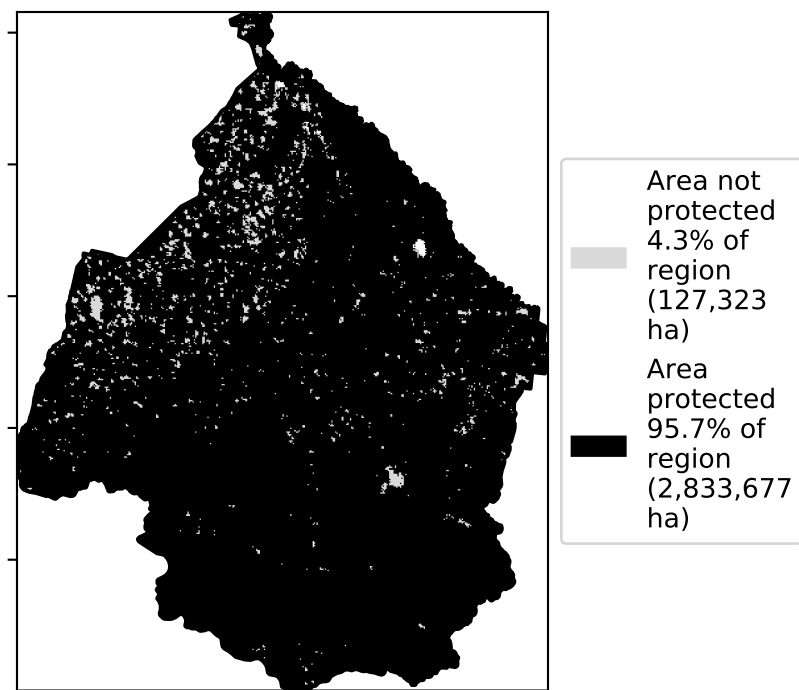 Area not
protected
4.3% of
region
(127,323
ha)
Area
protected
95.7% of
region
(2,833,677
ha)